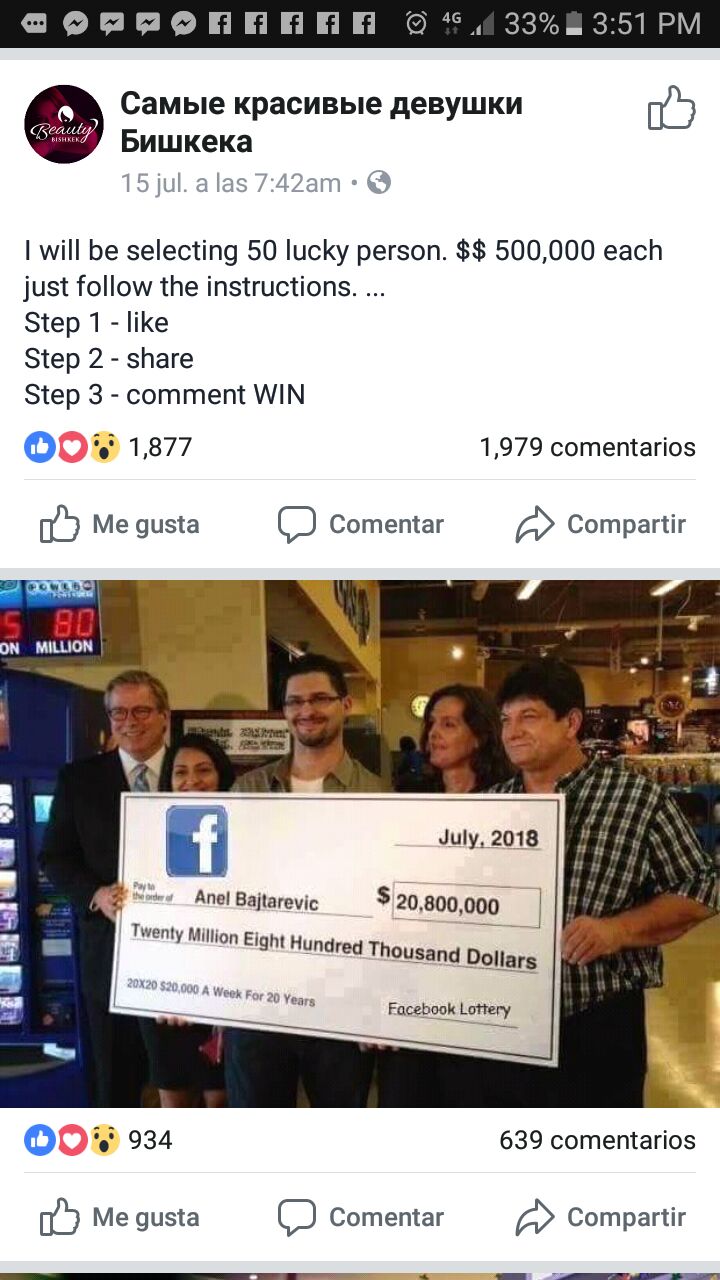 4G 33% 3:51 PM
Beauty
BISHKEK
Самые красивые девушки
Бишкека
15 jul. a las 7:42am •
I will be selecting 50 lucky person. $$ 500,000 each
just follow the instructions. ...
Step 1 - like
Step 2 - share
Step 3 - comment WIN
1,877 1,979 comentarios
Me gusta Comentar Compartir
5 80
ON MILLION
f
July, 2018
Pay to
the order of Anel Bajtarevic $ 20,800,000
Twenty Million Eight Hundred Thousand Dollars
20X20 $20,000 A Week For 20 Years
Facebook Lottery
934 639 comentarios
Me gusta Comentar Compartir